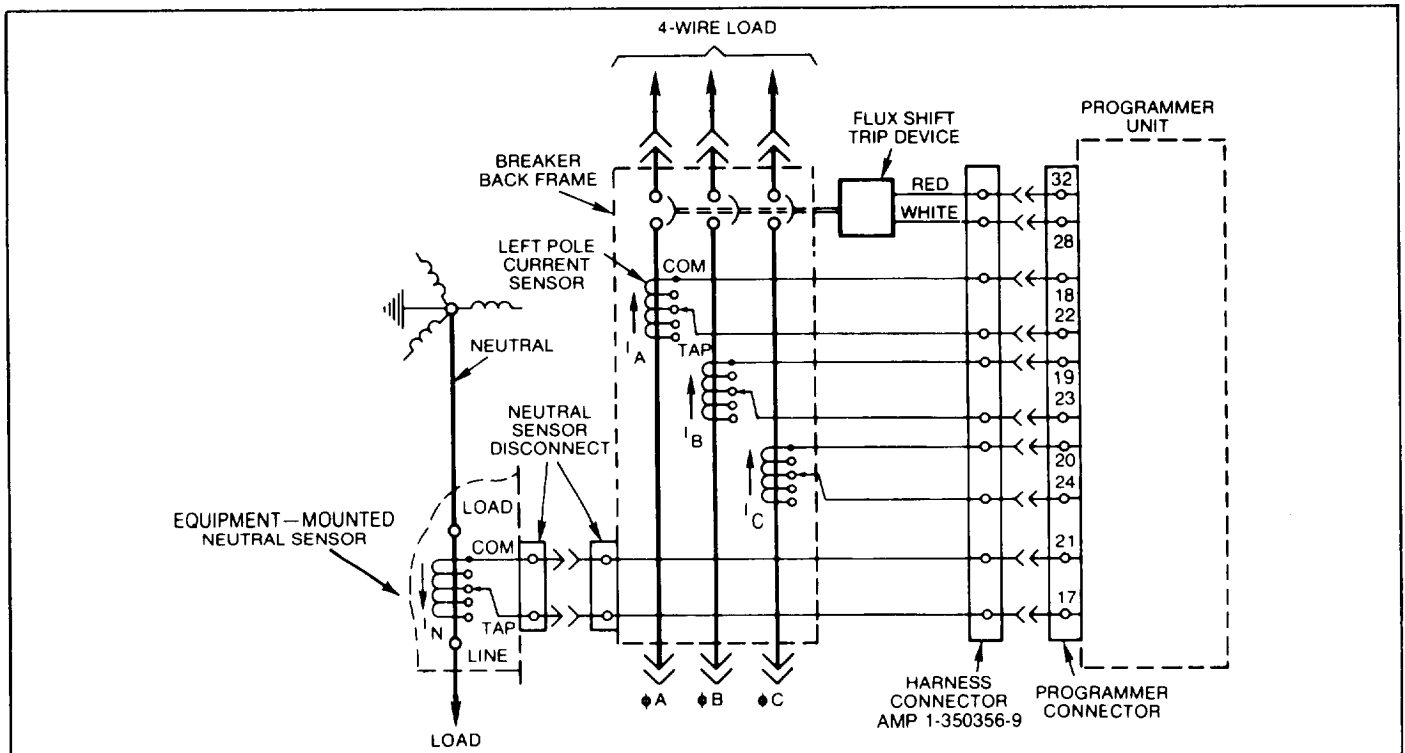 4-WIRE LOAD
PROGRAMMER
UNIT
FLUX SHIFT
TRIP DEVICE
BREAKER
BACK FRAME
RED
WHITE
32
28
LEFT POLE
CURRENT
SENSOR
COM
TAP
I A
18
22
NEUTRAL
I B
19
23
NEUTRAL
SENSOR
DISCONNECT
I C
20
24
EQUIPMENT—MOUNTED
NEUTRAL SENSOR
LOAD
COM
TAP
I N
LINE
21
17
LOAD
ϕA
ϕB
ϕC
HARNESS
CONNECTOR
AMP 1-350356-9
PROGRAMMER
CONNECTOR